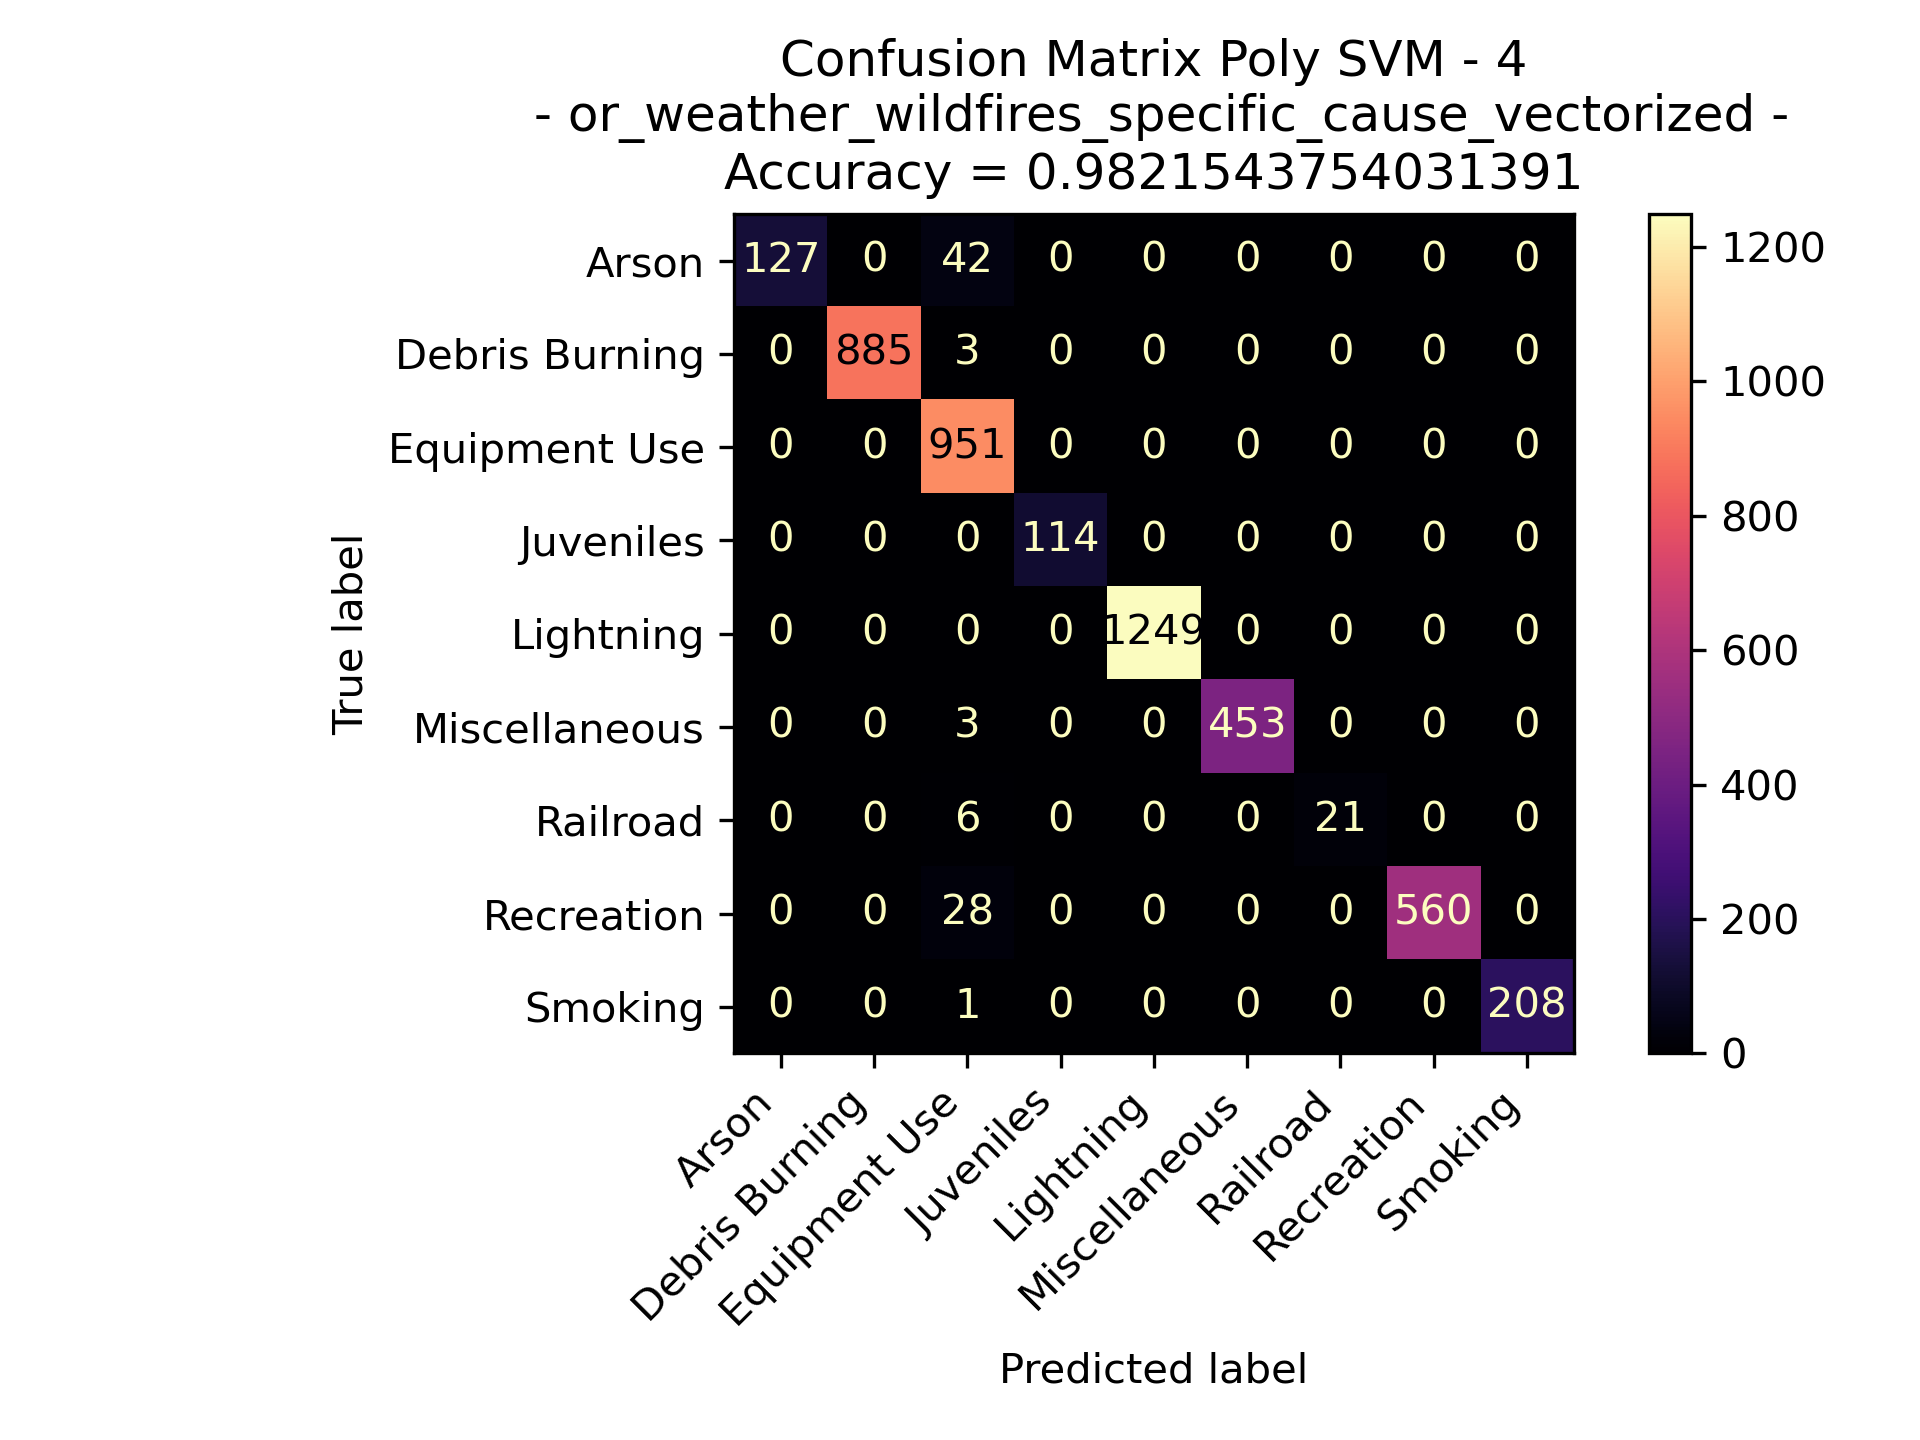 Confusion Matrix Poly SVM - 4
- or_weather_wildfires_specific_cause_vectorized -
Accuracy = 0.9821543754031391
True label
Arson 127 0 42 0 0 0 0 0 0
Debris Burning 0 885 3 0 0 0 0 0 0
Equipment Use 0 0 951 0 0 0 0 0 0
Juveniles 0 0 0 114 0 0 0 0 0
Lightning 0 0 0 0 1249 0 0 0 0
Miscellaneous 0 0 3 0 0 453 0 0 0
Railroad 0 0 6 0 0 0 21 0 0
Recreation 0 0 28 0 0 0 0 560 0
Smoking 0 0 1 0 0 0 0 0 208
Arson
Debris Burning
Equipment Use
Juveniles
Lightning
Miscellaneous
Railroad
Recreation
Smoking
Predicted label
1200
1000
800
600
400
200
0